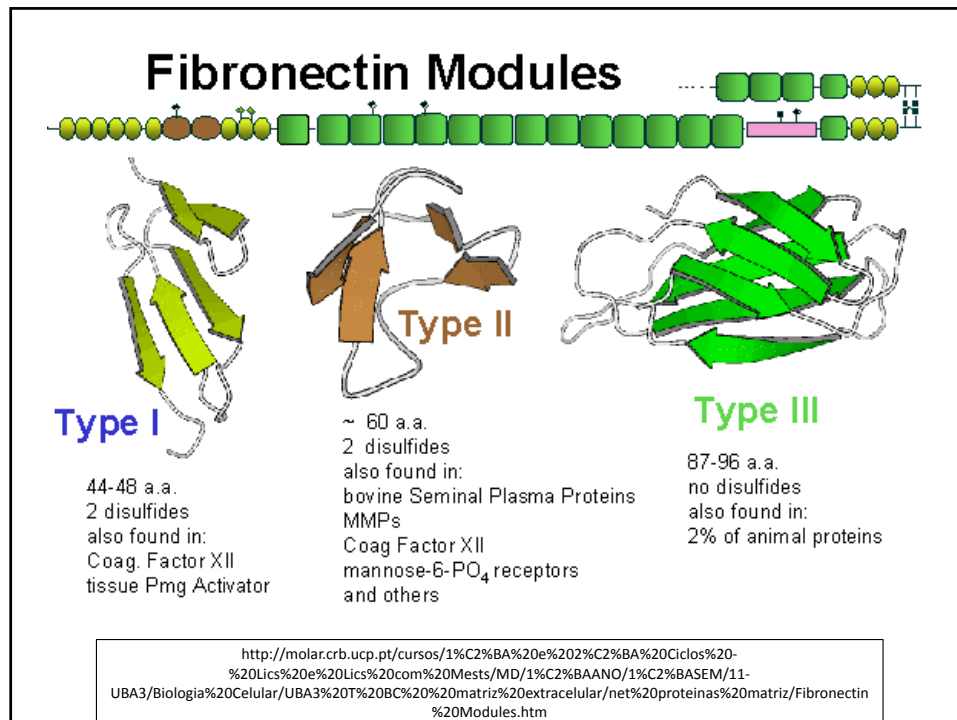 Fibronectin Modules
Type I
44-48 a.a.
2 disulfides
also found in:
Coag. Factor XII
tissue Pmg Activator
Type II
~ 60 a.a.
2 disulfides
also found in:
bovine Seminal Plasma Proteins
MMPs
Coag Factor XII
mannose-6-PO₄ receptors
and others
Type III
87-96 a.a.
no disulfides
also found in:
2% of animal proteins
http://molar.crb.ucp.pt/cursos/1%C2%BA%20e%202%C2%BA%20Ciclos%20-
%20Lics%20e%20Lics%20com%20Mests/MD/1%C2%BAANO/1%C2%BASEM/11-
UBA3/Biologia%20Celular/UBA3%20T%20BC%20%20matriz%20extracelular/net%20proteinas%20matriz/Fibronectin
%20Modules.htm